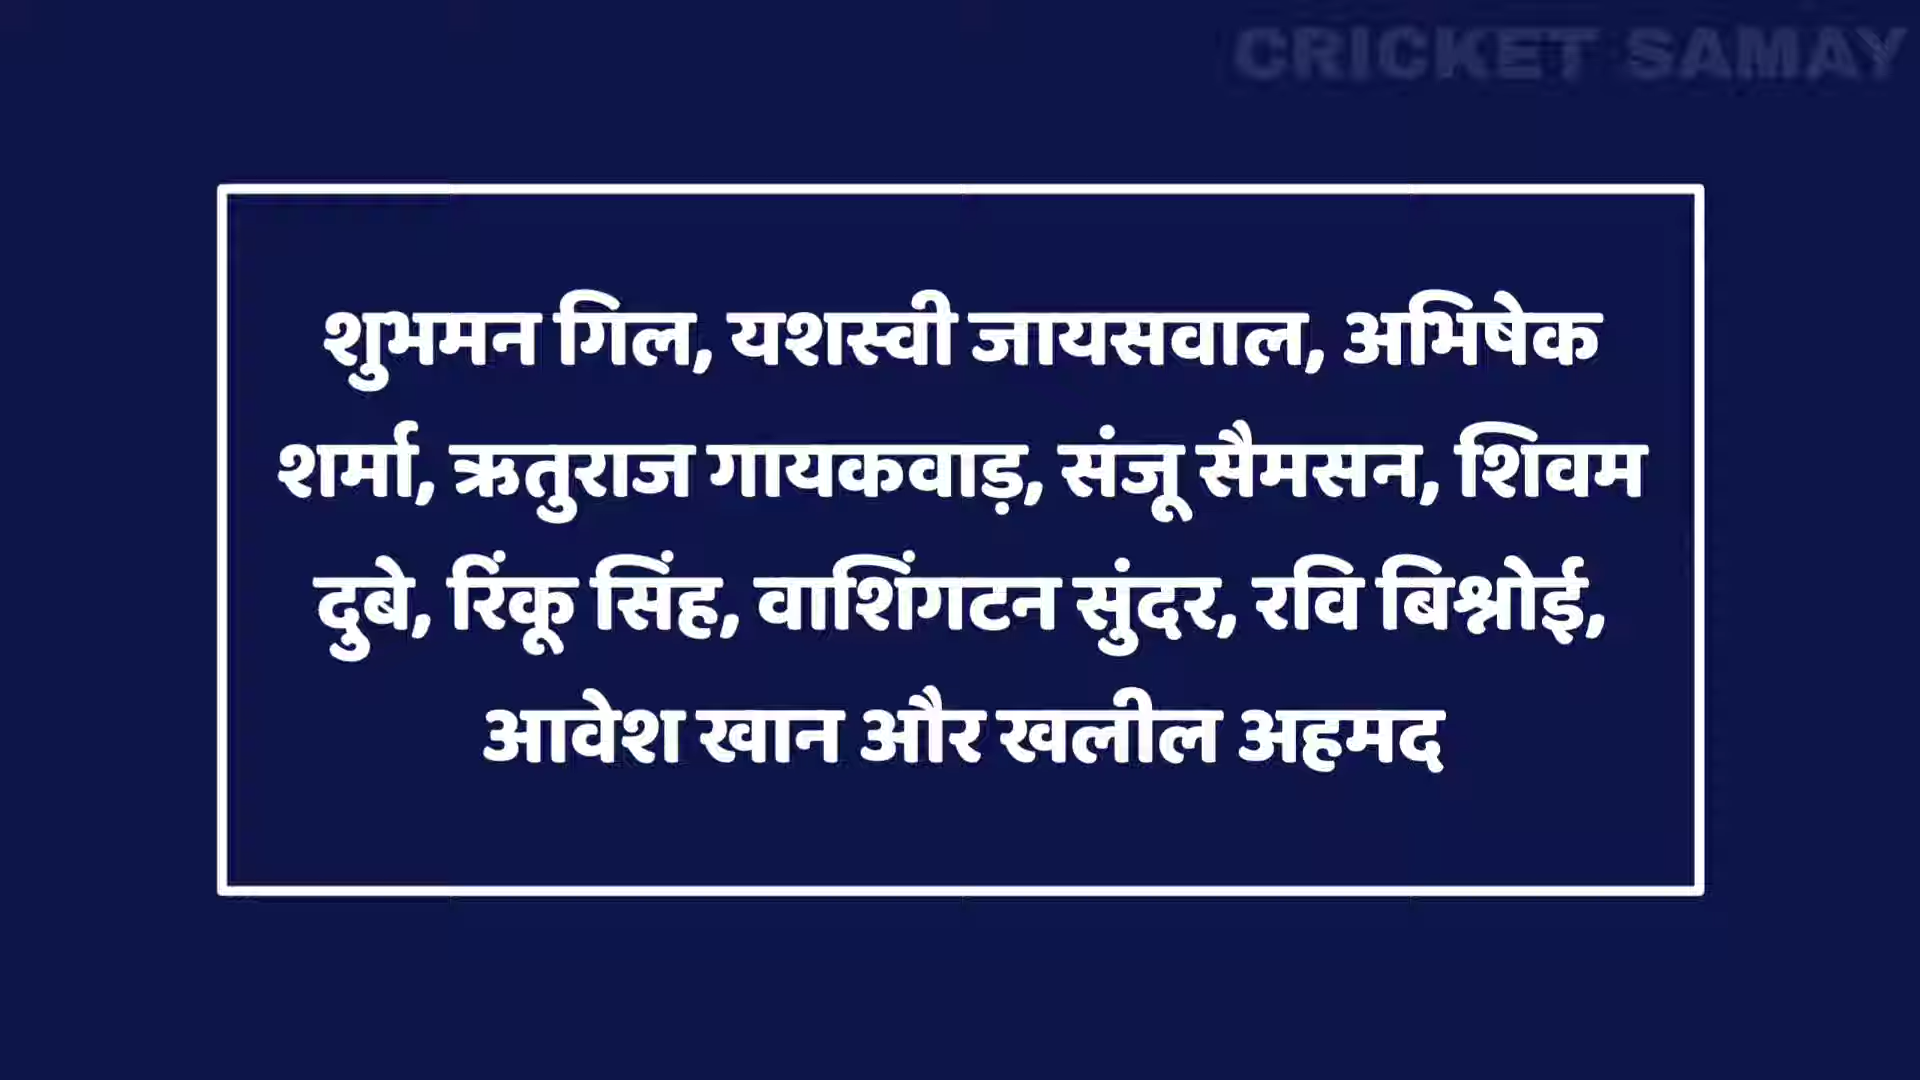 CRICKET SAMAY
शुभमन गिल, यशस्वी जायसवाल, अभिषेक
शर्मा, ऋतुराज गायकवाड़, संजू सैमसन, शिवम
दुबे, रिंकू सिंह, वाशिंगटन सुंदर, रवि बिश्नोई,
आवेश खान और खलील अहमद